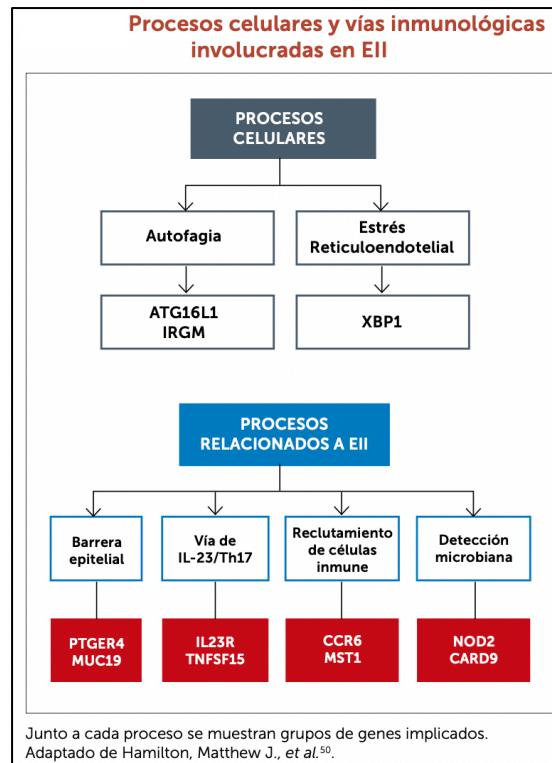 Procesos celulares y vías inmunológicas
involucradas en EII
PROCESOS
CELULARES
Autofagia
Estrés
Reticuloendotelial
ATG16L1
IRGM
XBP1
PROCESOS
RELACIONADOS A EII
Barrera
epitelial
Vía de
IL-23/Th17
Reclutamiento
de células
inmune
Detección
microbiana
PTGER4
MUC19
IL23R
TNFSF15
CCR6
MST1
NOD2
CARD9
Junto a cada proceso se muestran grupos de genes implicados.
Adaptado de Hamilton, Matthew J., et al.⁵⁰.